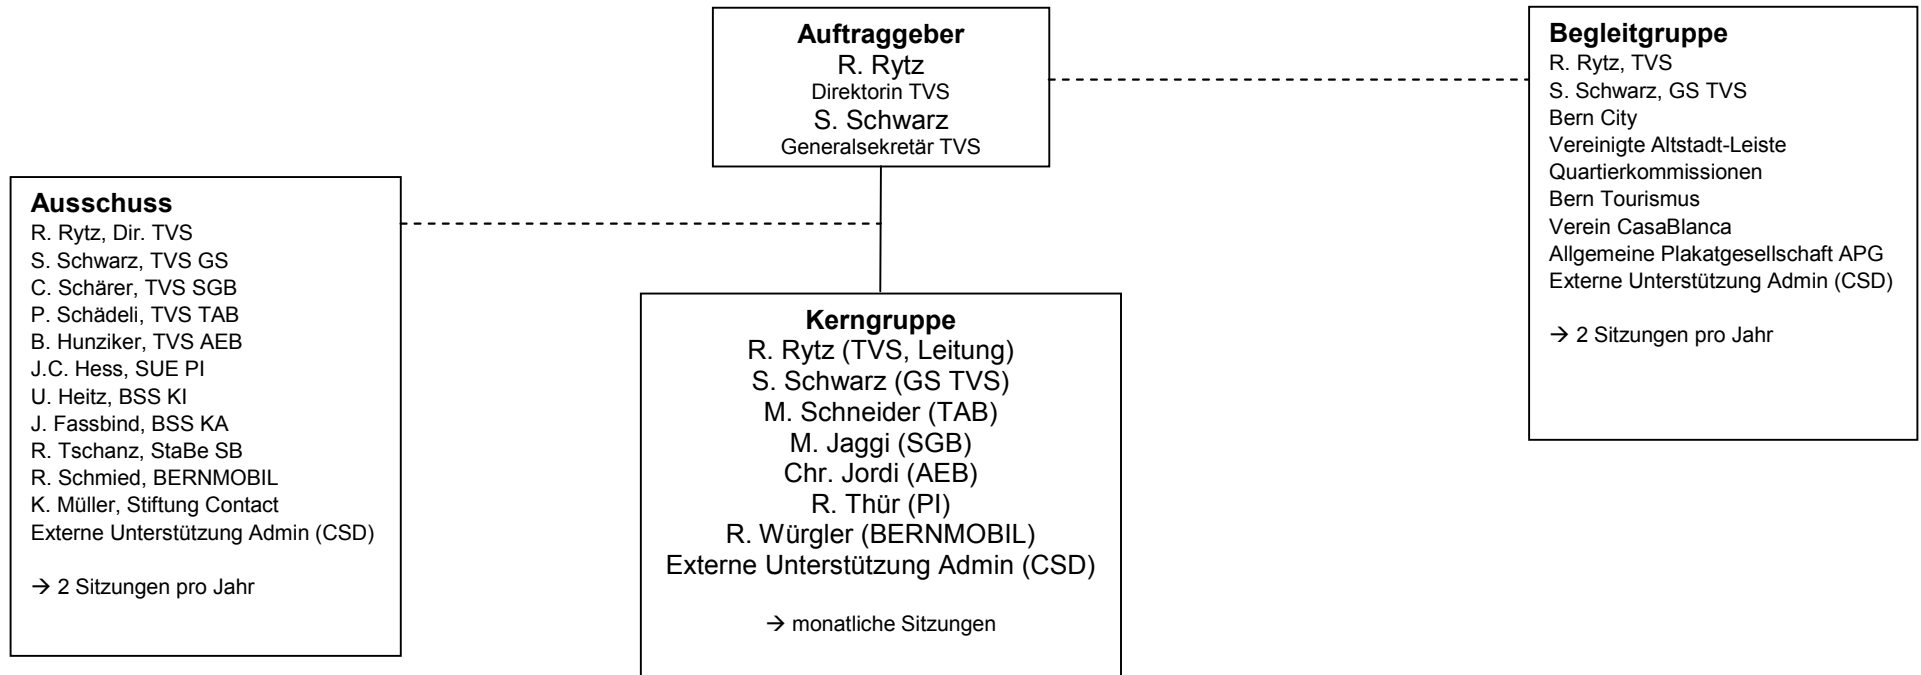 Auftraggeber
R. Rytz
Direktorin TVS
S. Schwarz
Generalsekretär TVS
Begleitgruppe
R. Rytz, TVS
S. Schwarz, GS TVS
Bern City
Vereinigte Altstadt-Leiste
Quartierkommissionen
Bern Tourismus
Verein CasaBlanca
Allgemeine Plakatgesellschaft APG
Externe Unterstützung Admin (CSD)
→ 2 Sitzungen pro Jahr
Ausschuss
R. Rytz, Dir. TVS
S. Schwarz, TVS GS
C. Schärer, TVS SGB
P. Schädeli, TVS TAB
B. Hunziker, TVS AEB
J.C. Hess, SUE PI
U. Heitz, BSS KI
J. Fassbind, BSS KA
R. Tschanz, StaBe SB
R. Schmied, BERNMOBIL
K. Müller, Stiftung Contact
Externe Unterstützung Admin (CSD)
→ 2 Sitzungen pro Jahr
Kerngruppe
R. Rytz (TVS, Leitung)
S. Schwarz (GS TVS)
M. Schneider (TAB)
M. Jaggi (SGB)
Chr. Jordi (AEB)
R. Thür (PI)
R. Würgler (BERNMOBIL)
Externe Unterstützung Admin (CSD)
→ monatliche Sitzungen